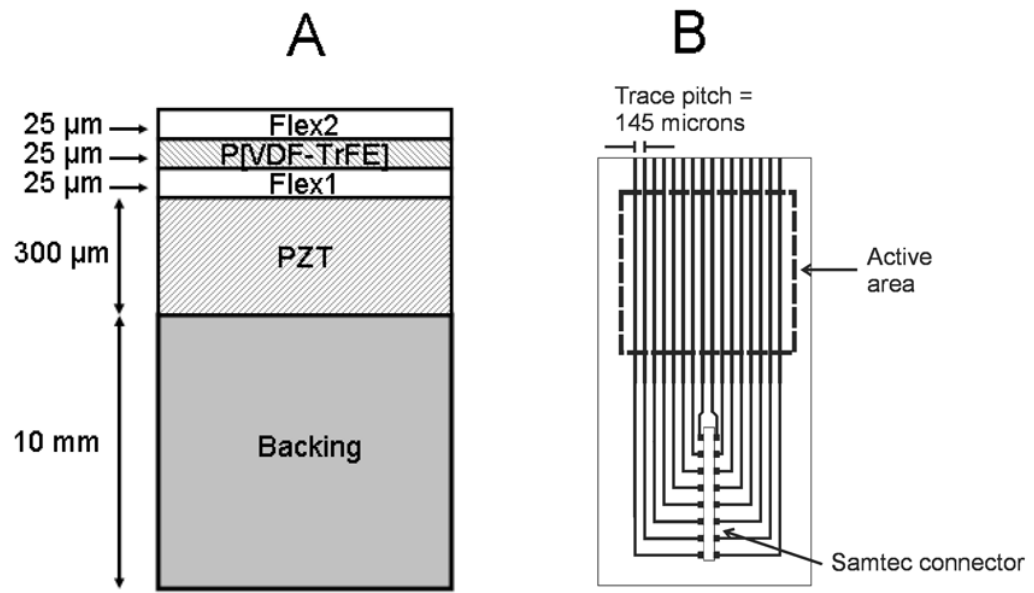 A
25 µm
Flex2
25 µm
P[VDF-TrFE]
25 µm
Flex1
300 µm
PZT
10 mm
Backing
B
Trace pitch =
145 microns
Active
area
Samtec connector